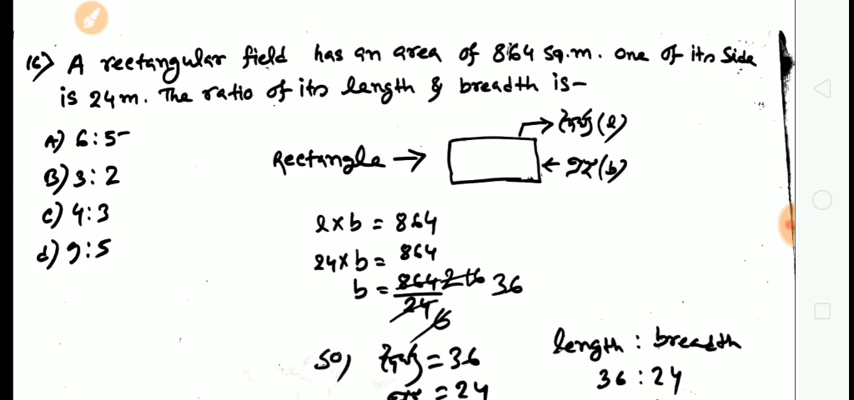 16) A rectangular field has an area of 864 sq.m. One of its side
is 24m. The ratio of its length & breadth is-
A) 6:5
B) 3:2
C) 4:3
d) 9:5
Rectangle → (l)
(b)
l x b = 864
24 x b = 864
b = 864 216 36
24 6
So, = 36
= 24
length : breadth
36 : 24